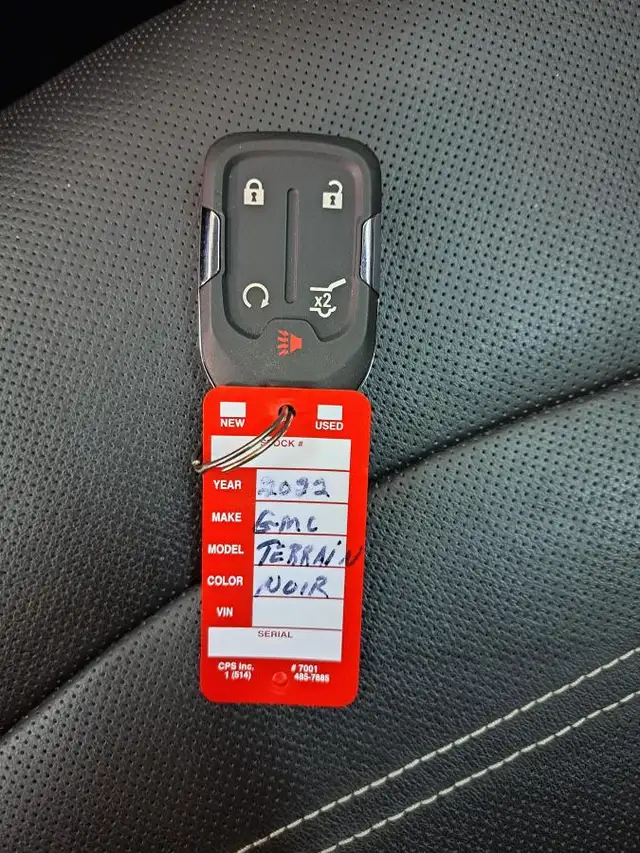 x2
NEW
USED
STOCK #
YEAR 2022
MAKE GMC
MODEL TERRAIN
COLOR NOIR
VIN
SERIAL
CPS Inc. # 7001
1 (514) 485-7885